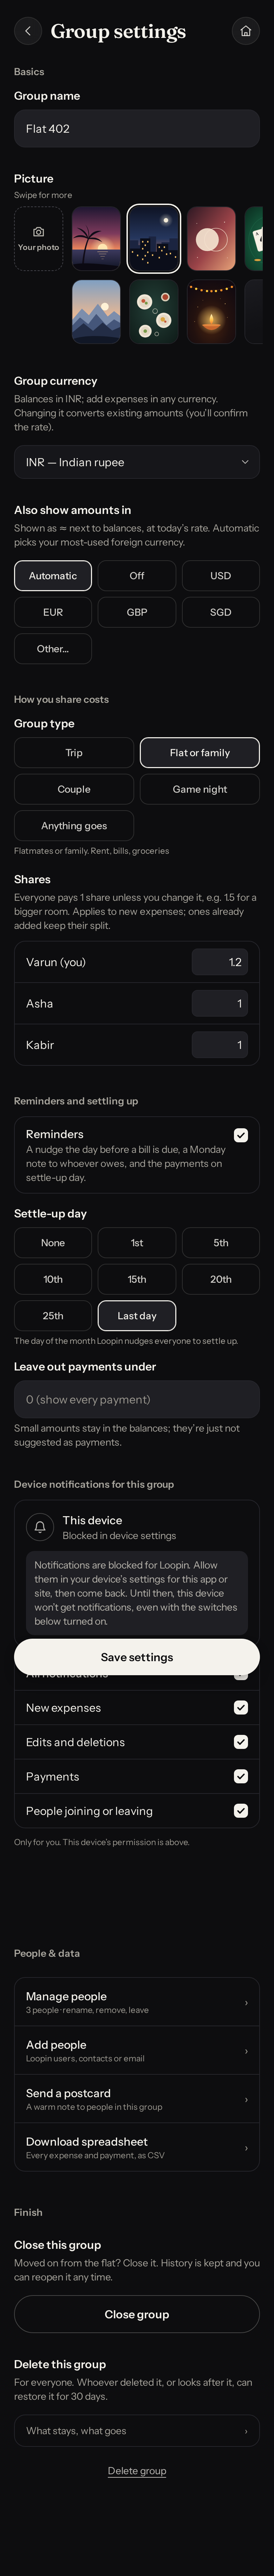 Group settings
Basics
Group name
Flat 402
Picture
Swipe for more
Your photo
Group currency
Balances in INR; add expenses in any currency.
Changing it converts existing amounts (you'll confirm
the rate).
INR — Indian rupee
Also show amounts in
Shown as ≈ next to balances, at today's rate. Automatic
picks your most-used foreign currency.
Automatic
Off
USD
EUR
GBP
SGD
Other...
How you share costs
Group type
Trip
Flat or family
Couple
Game night
Anything goes
Flatmates or family. Rent, bills, groceries
Shares
Everyone pays 1 share unless you change it, e.g. 1.5 for a
bigger room. Applies to new expenses; ones already
added keep their split.
Varun (you) 1.2
Asha 1
Kabir 1
Reminders and settling up
Reminders
A nudge the day before a bill is due, a Monday
note to whoever owes, and the payments on
settle-up day.
Settle-up day
None
1st
5th
10th
15th
20th
25th
Last day
The day of the month Loopin nudges everyone to settle up.
Leave out payments under
0 (show every payment)
Small amounts stay in the balances; they're just not
suggested as payments.
Device notifications for this group
This device
Blocked in device settings
Notifications are blocked for Loopin. Allow
them in your device's settings for this app or
site, then come back. Until then, this device
won't get notifications, even with the switches
below turned on.
Save settings
All notifications
New expenses
Edits and deletions
Payments
People joining or leaving
Only for you. This device's permission is above.
People & data
Manage people
3 people · rename, remove, leave
Add people
Loopin users, contacts or email
Send a postcard
A warm note to people in this group
Download spreadsheet
Every expense and payment, as CSV
Finish
Close this group
Moved on from the flat? Close it. History is kept and you
can reopen it any time.
Close group
Delete this group
For everyone. Whoever deleted it, or looks after it, can
restore it for 30 days.
What stays, what goes
Delete group